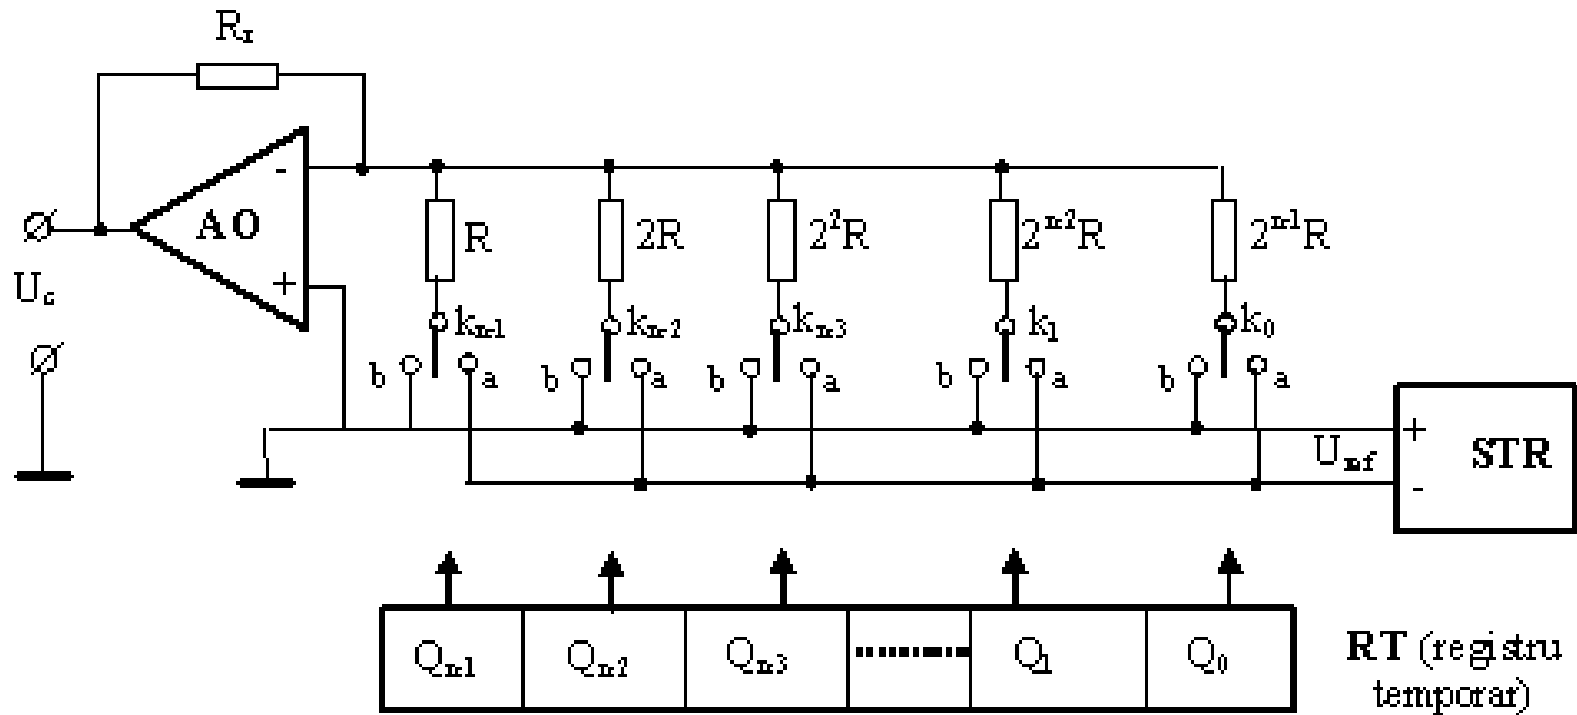 Rr
-
AO
+
Uc
R
2R
2²R
2ⁿ⁻²R
2ⁿ⁻¹R
kn-1
kn-2
kn-3
k1
k0
b a b a b a b a b a
Uref
+
STR
-
Qn-1 Qn-2 Qn-3 Q1 Q0
RT (registru
temporar)